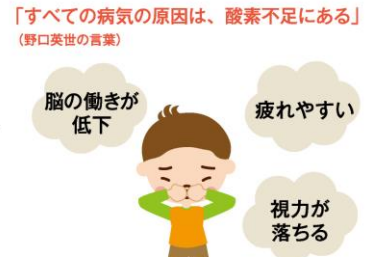 「すべての病気の原因は、酸素不足にある」
（野口英世の言葉）
脳の働きが
低下
疲れやすい
視力が
落ちる